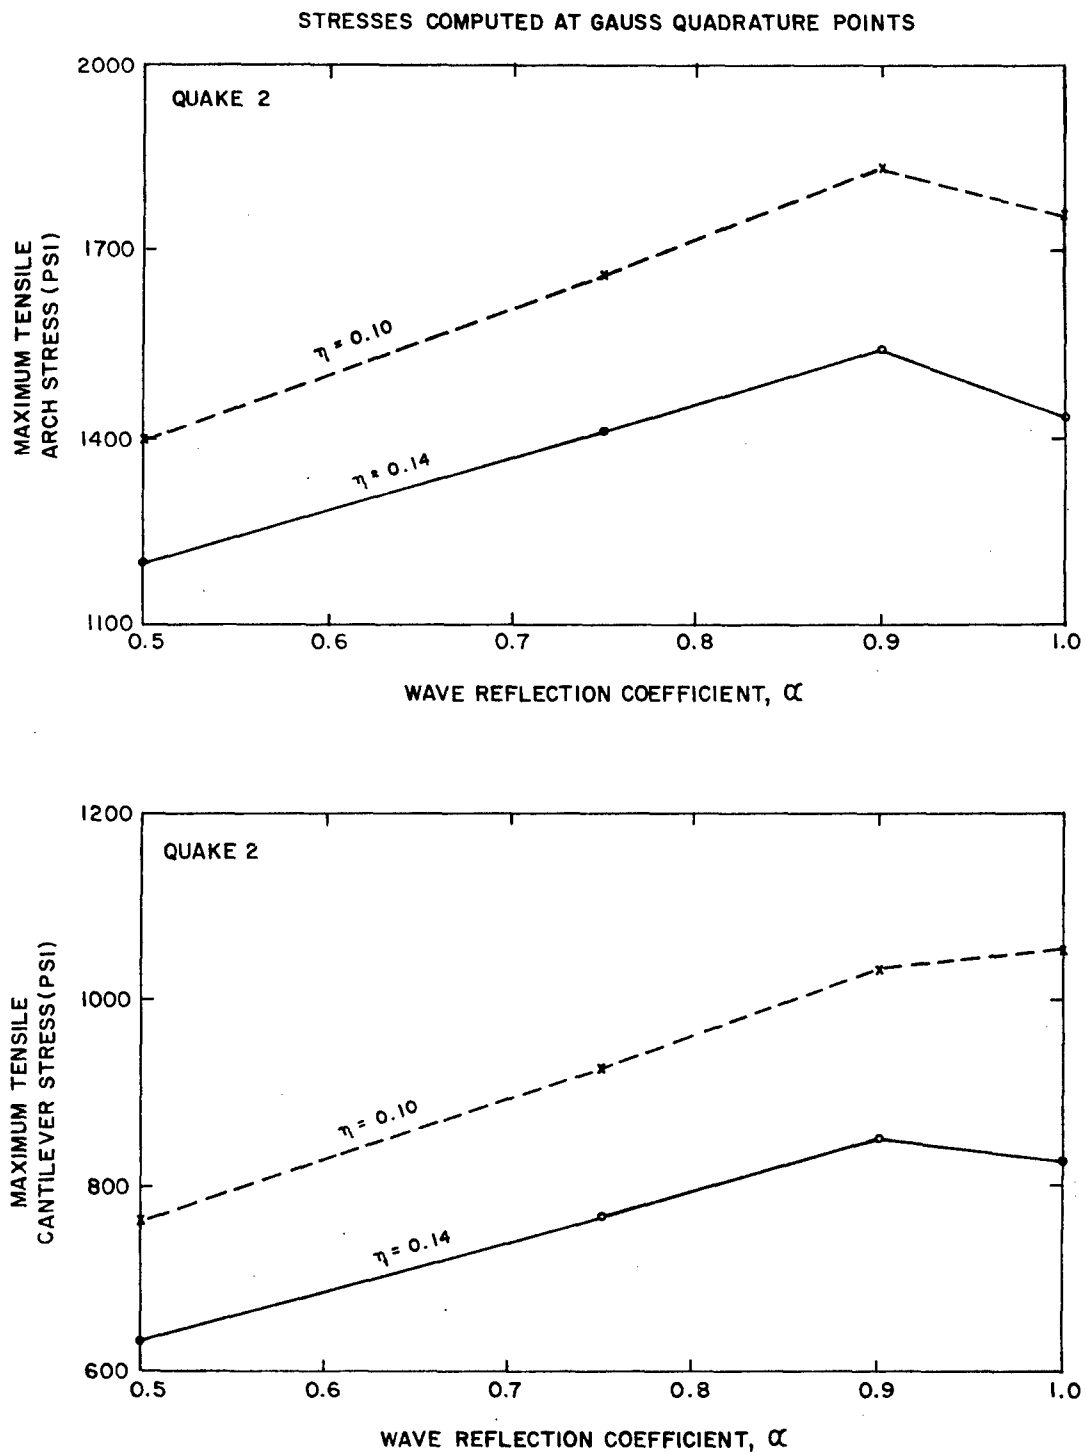 STRESSES COMPUTED AT GAUSS QUADRATURE POINTS
2000
QUAKE 2
1700
1400
1100
MAXIMUM TENSILE
ARCH STRESS (PSI)
η = 0.10
η = 0.14
0.5 0.6 0.7 0.8 0.9 1.0
WAVE REFLECTION COEFFICIENT, α
1200
QUAKE 2
1000
800
600
MAXIMUM TENSILE
CANTILEVER STRESS (PSI)
η = 0.10
η = 0.14
0.5 0.6 0.7 0.8 0.9 1.0
WAVE REFLECTION COEFFICIENT, α